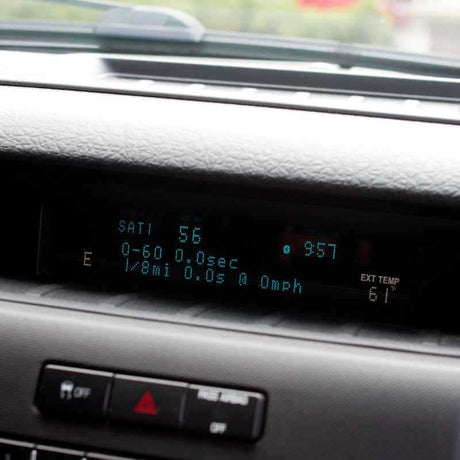 SAT1 56
9:57
0-60 0.0sec
1/8mi 0.0s @ 0mph
E
EXT TEMP
61°F
OFF
PASS AIRBAG
OFF